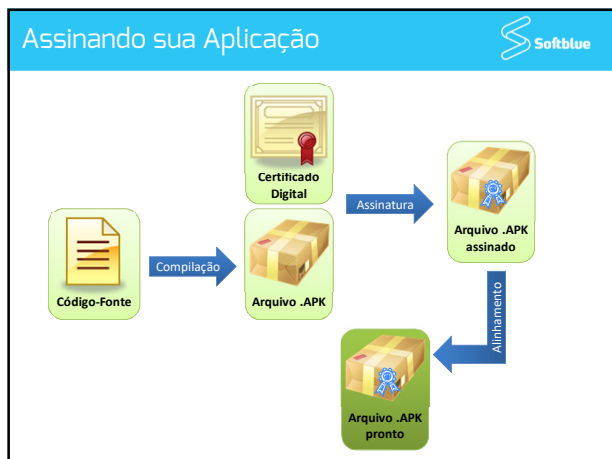 Assinando sua Aplicação
Softblue
Certificado
Digital
Assinatura
Arquivo .APK
assinado
Código-Fonte
Compilação
Arquivo .APK
Alinhamento
Arquivo .APK
pronto